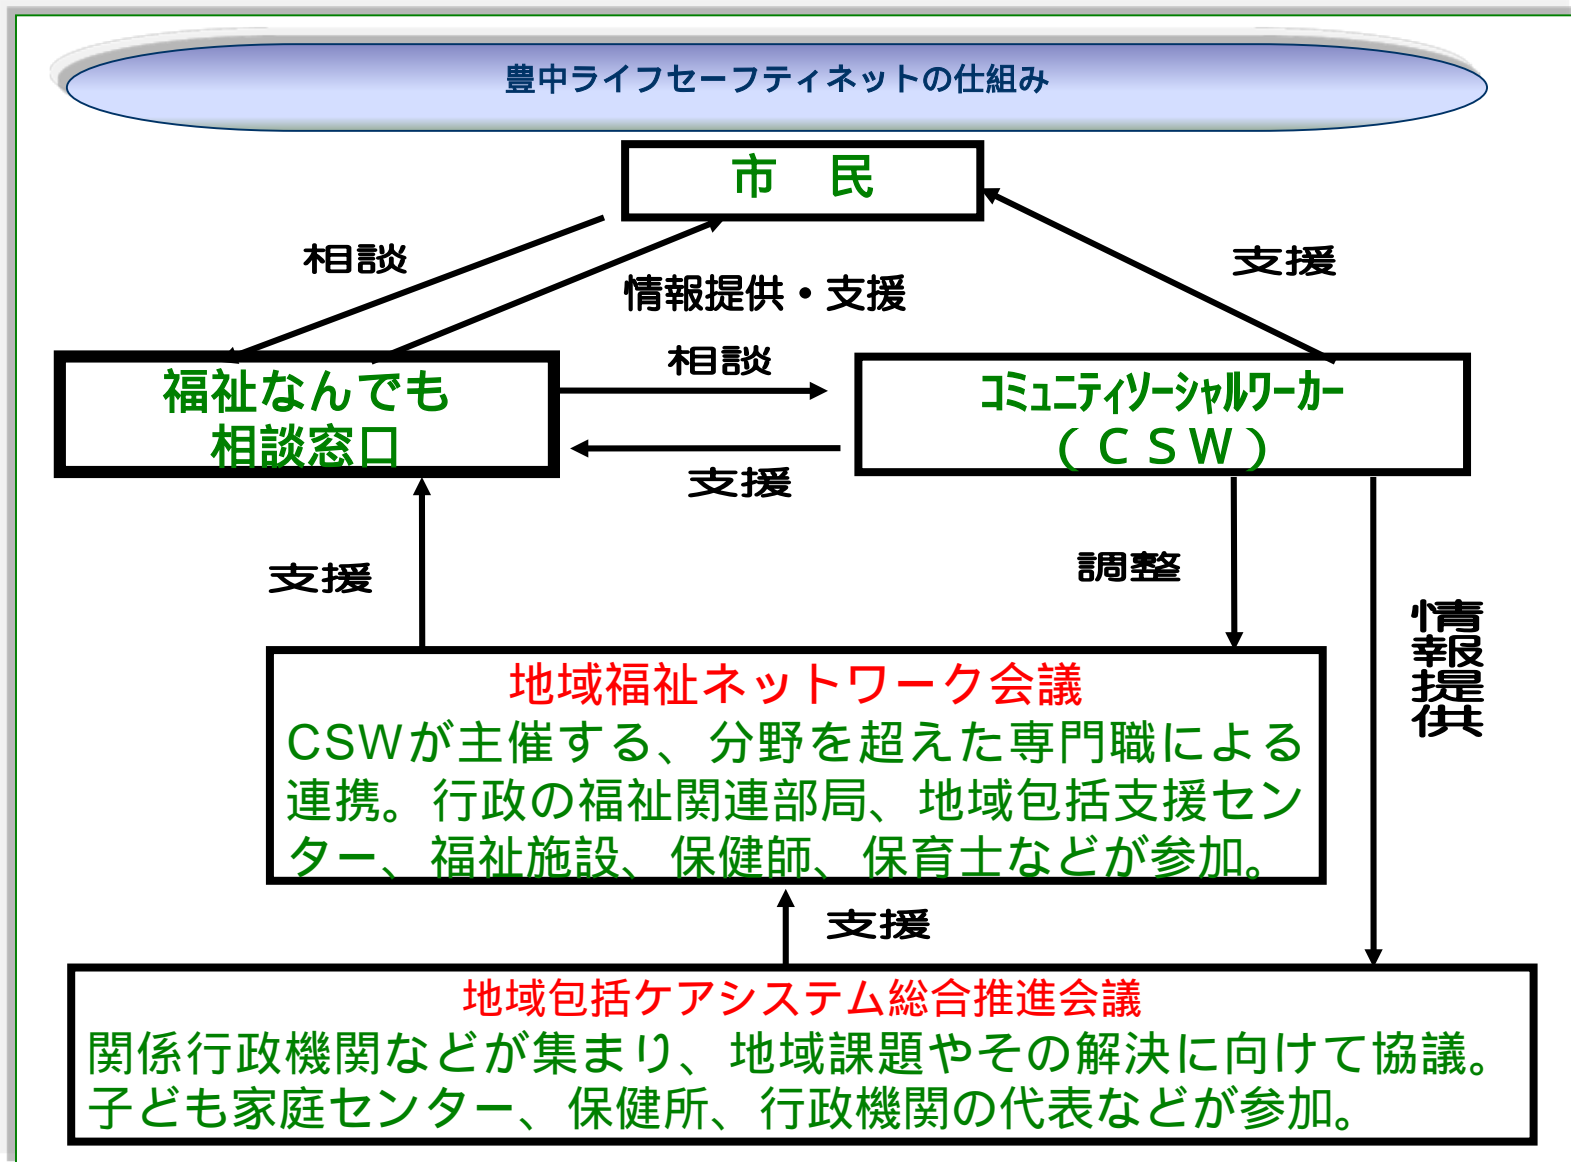 豊中ライフセーフティネットの仕組み
市　民
相談
支援
情報提供・支援
相談
福祉なんでも
相談窓口
コミュニティソーシャルワーカー
（ＣＳＷ）
支援
支援
調整
情報提供
地域福祉ネットワーク会議
CSWが主催する、分野を超えた専門職による
連携。行政の福祉関連部局、地域包括支援セン
ター、福祉施設、保健師、保育士などが参加。
支援
地域包括ケアシステム総合推進会議
関係行政機関などが集まり、地域課題やその解決に向けて協議。
子ども家庭センター、保健所、行政機関の代表などが参加。